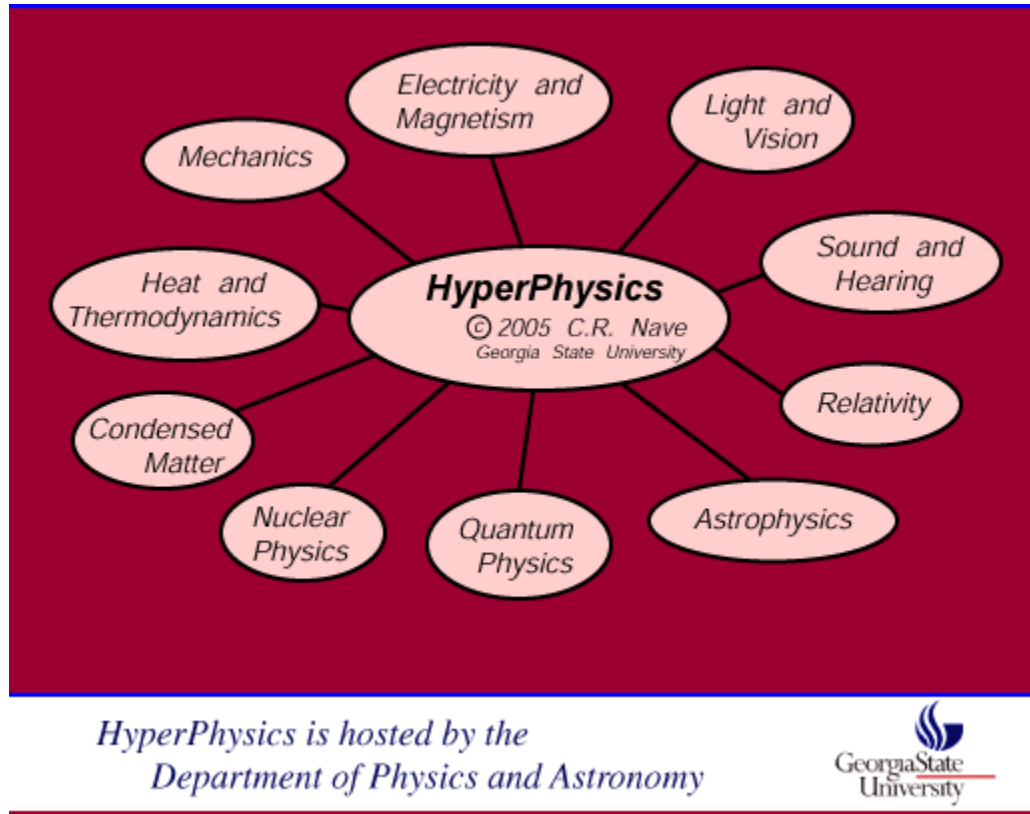 Electricity and
Magnetism
Light and
Vision
Mechanics
Sound and
Hearing
Heat and
Thermodynamics
HyperPhysics
© 2005 C.R. Nave
Georgia State University
Relativity
Condensed
Matter
Nuclear
Physics
Quantum
Physics
Astrophysics
HyperPhysics is hosted by the
Department of Physics and Astronomy
GeorgiaState
University